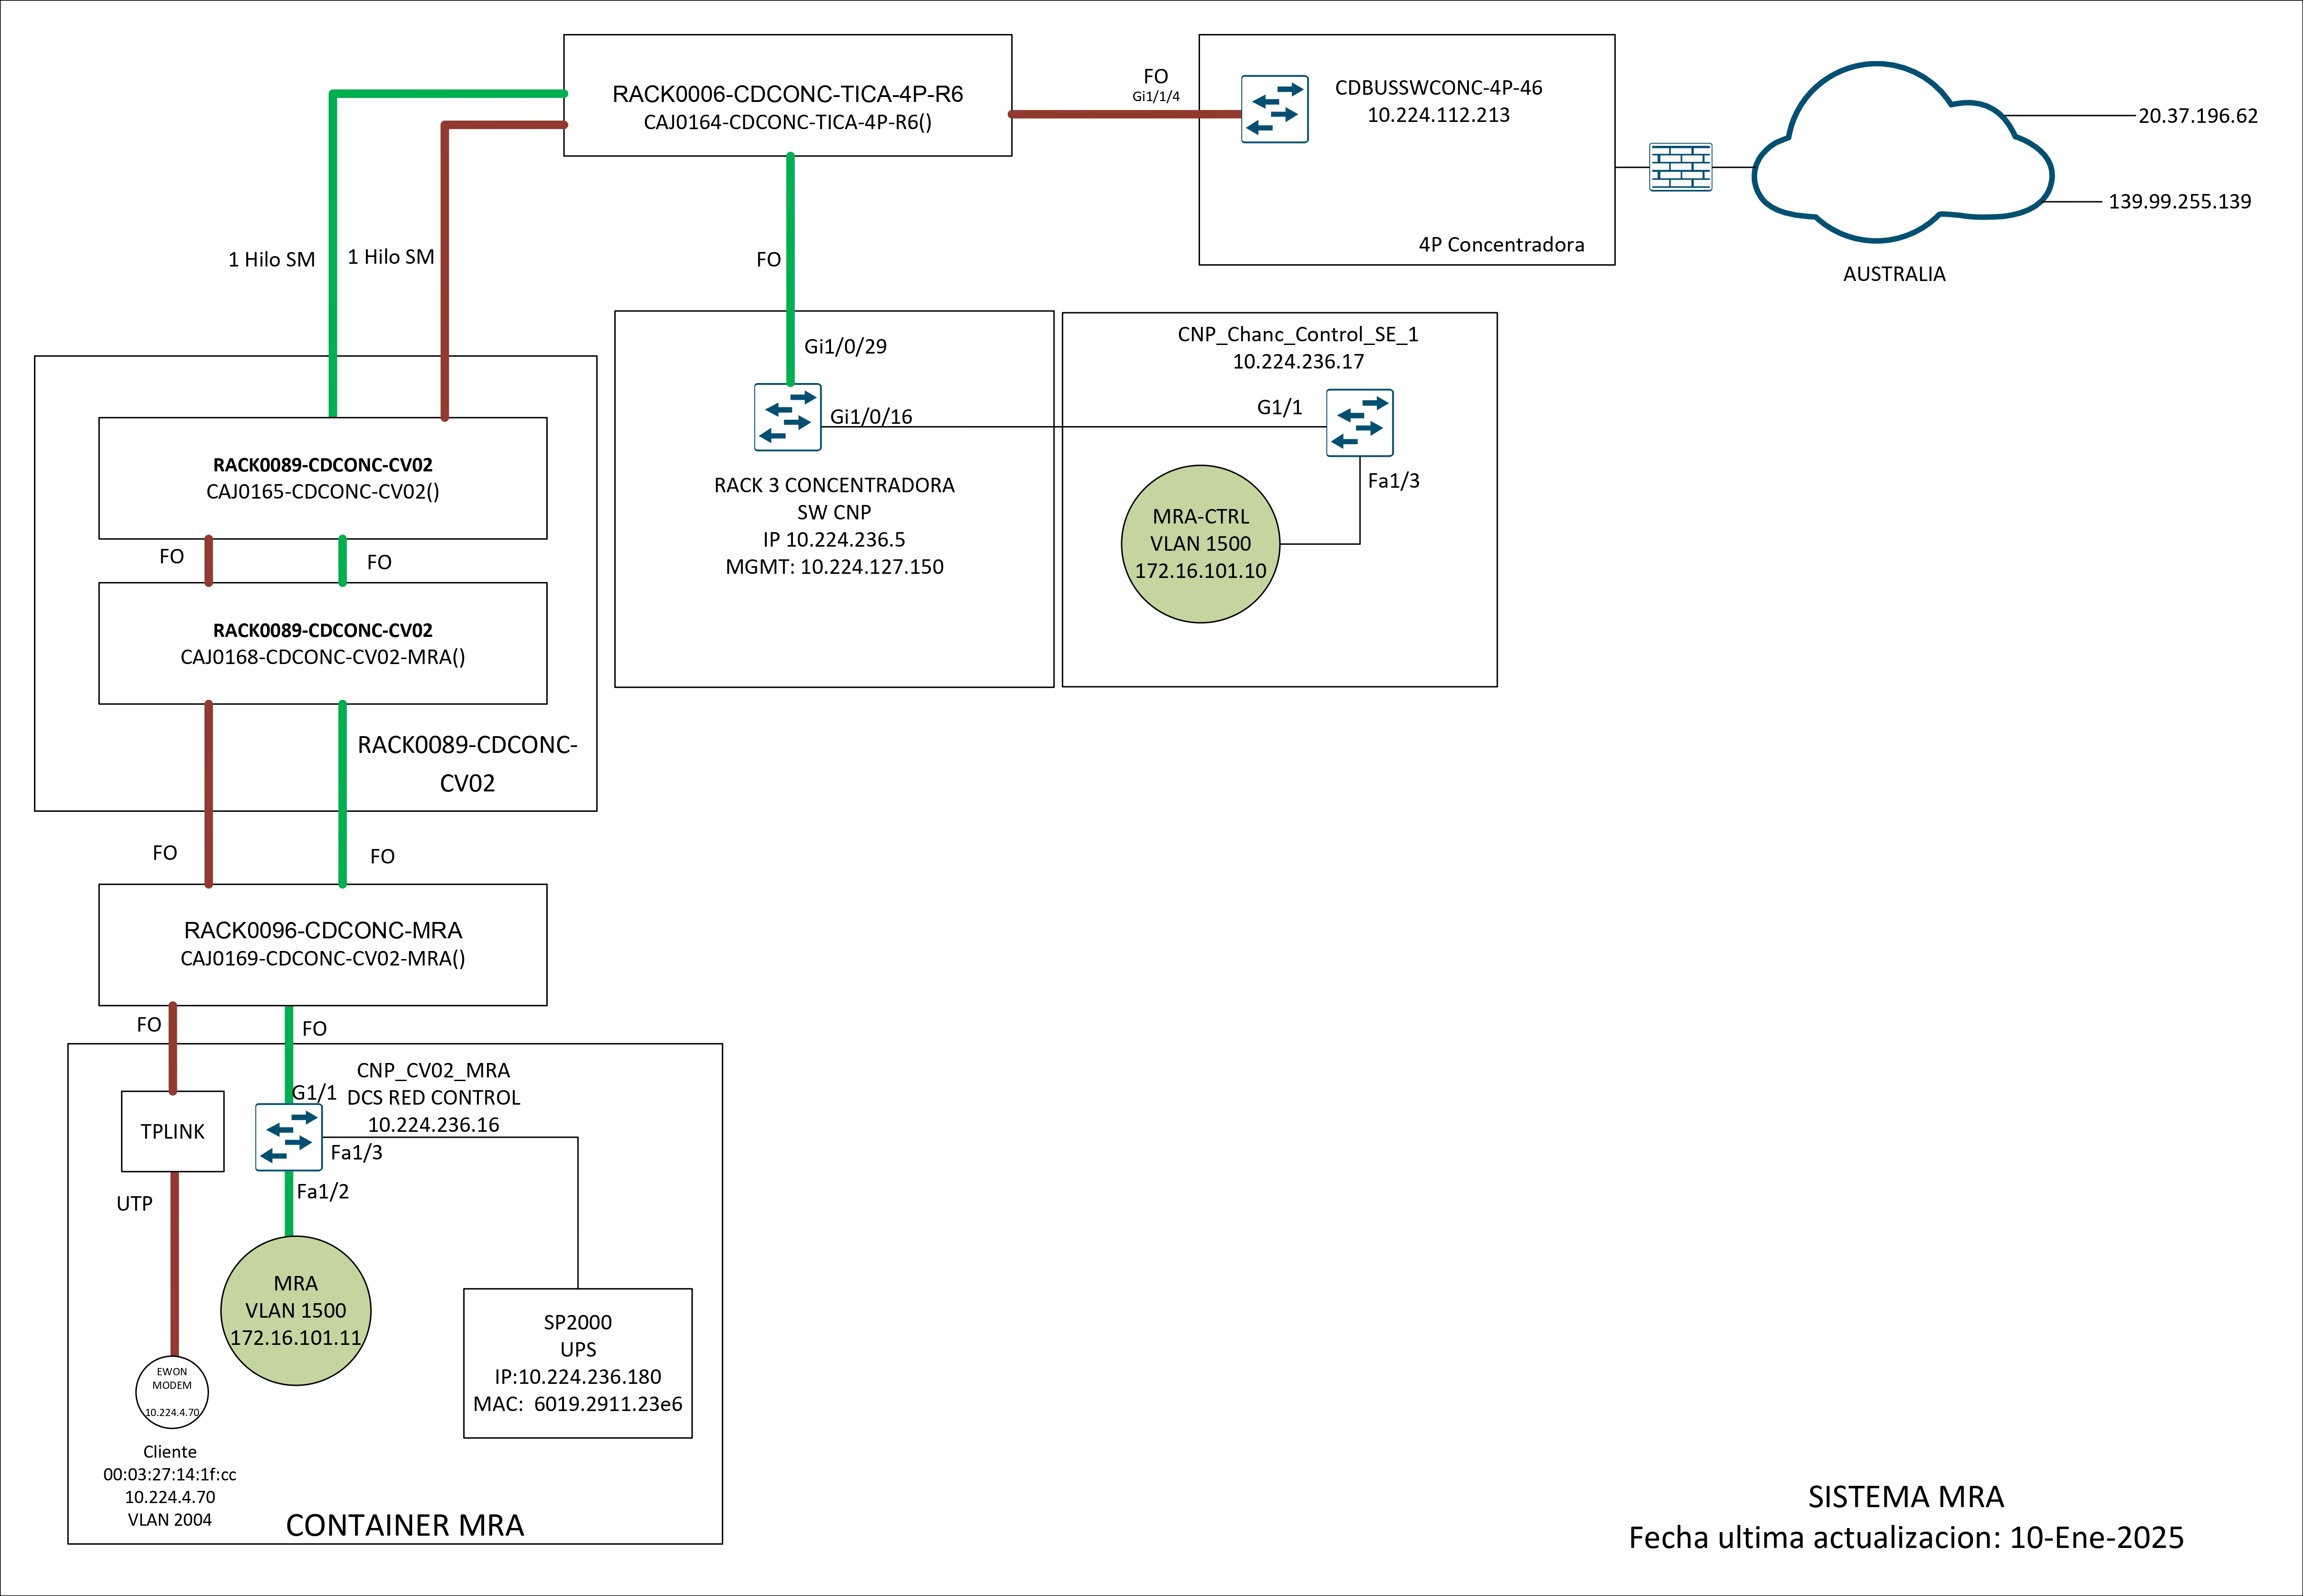 RACK0006-CDCONC-TICA-4P-R6
CAJ0164-CDCONC-TICA-4P-R6()
FO
Gi1/1/4
CDBUSSWCONC-4P-46
10.224.112.213
4P Concentradora
20.37.196.62
139.99.255.139
AUSTRALIA
1 Hilo SM
1 Hilo SM
FO
Gi1/0/29
Gi1/0/16
RACK 3 CONCENTRADORA
SW CNP
IP 10.224.236.5
MGMT: 10.224.127.150
CNP_Chanc_Control_SE_1
10.224.236.17
G1/1
Fa1/3
MRA-CTRL
VLAN 1500
172.16.101.10
RACK0089-CDCONC-CV02
CAJ0165-CDCONC-CV02()
FO
FO
RACK0089-CDCONC-CV02
CAJ0168-CDCONC-CV02-MRA()
RACK0089-CDCONC-
CV02
FO
FO
RACK0096-CDCONC-MRA
CAJ0169-CDCONC-CV02-MRA()
FO
FO
CNP_CV02_MRA
DCS RED CONTROL
10.224.236.16
G1/1
TPLINK
Fa1/3
Fa1/2
UTP
MRA
VLAN 1500
172.16.101.11
SP2000
UPS
IP:10.224.236.180
MAC:  6019.2911.23e6
EWON
MODEM
10.224.4.70
Cliente
00:03:27:14:1f:cc
10.224.4.70
VLAN 2004
CONTAINER MRA
SISTEMA MRA
Fecha ultima actualizacion: 10-Ene-2025